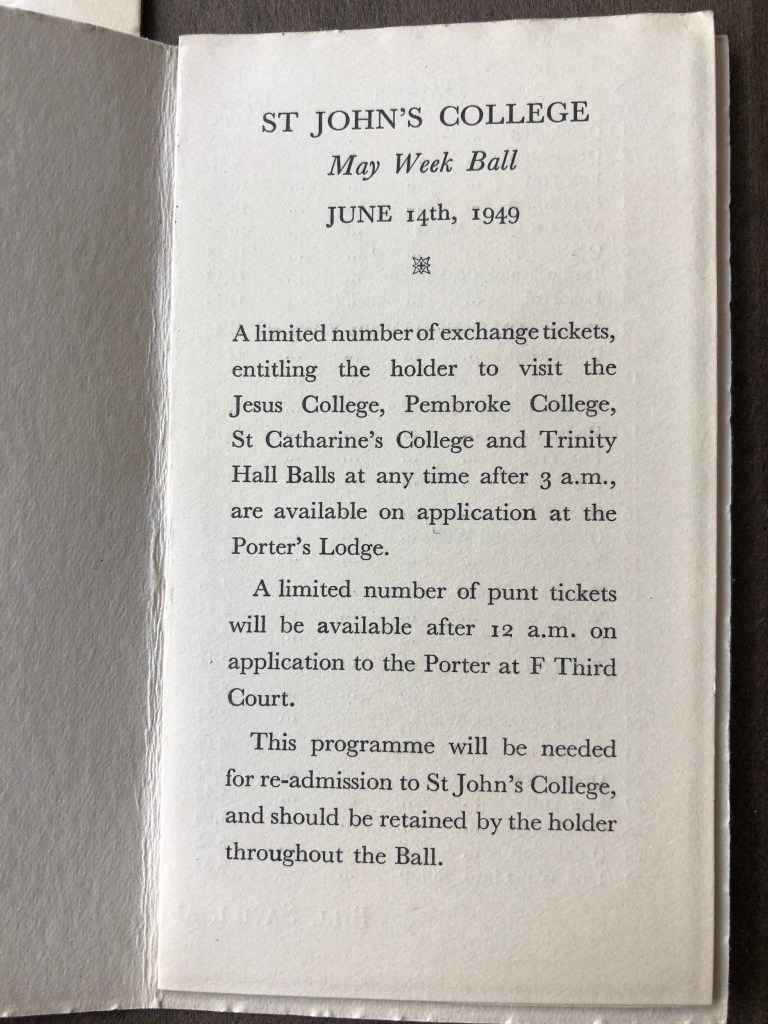 ST JOHN'S COLLEGE
May Week Ball
JUNE 14th, 1949
A limited number of exchange tickets,
entitling the holder to visit the
Jesus College, Pembroke College,
St Catharine's College and Trinity
Hall Balls at any time after 3 a.m.,
are available on application at the
Porter's Lodge.
A limited number of punt tickets
will be available after 12 a.m. on
application to the Porter at F Third
Court.
This programme will be needed
for re-admission to St John's College,
and should be retained by the holder
throughout the Ball.